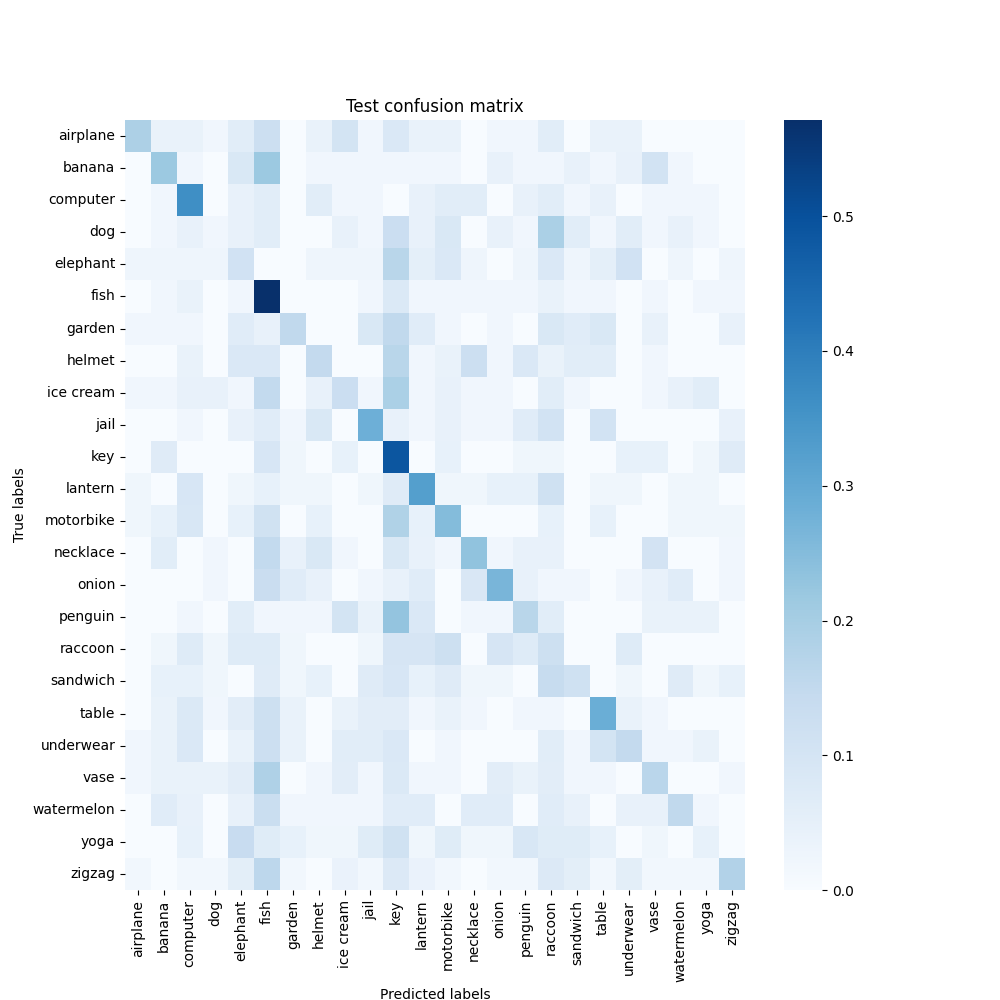 Test confusion matrix
airplane
banana
computer
dog
elephant
fish
garden
helmet
ice cream
jail
key
lantern
motorbike
necklace
onion
penguin
raccoon
sandwich
table
underwear
vase
watermelon
yoga
zigzag
True labels
airplane
banana
computer
dog
elephant
fish
garden
helmet
ice cream
jail
key
lantern
motorbike
necklace
onion
penguin
raccoon
sandwich
table
underwear
vase
watermelon
yoga
zigzag
Predicted labels
0.5
0.4
0.3
0.2
0.1
0.0